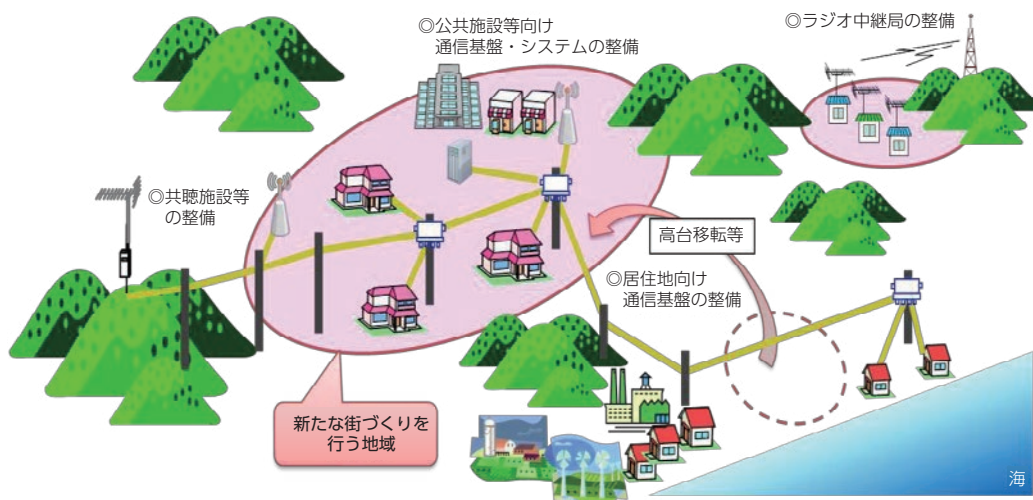 ◎公共施設等向け
通信基盤・システムの整備
◎ラジオ中継局の整備
◎共聴施設等
の整備
高台移転等
◎居住地向け
通信基盤の整備
新たな街づくりを
行う地域
海